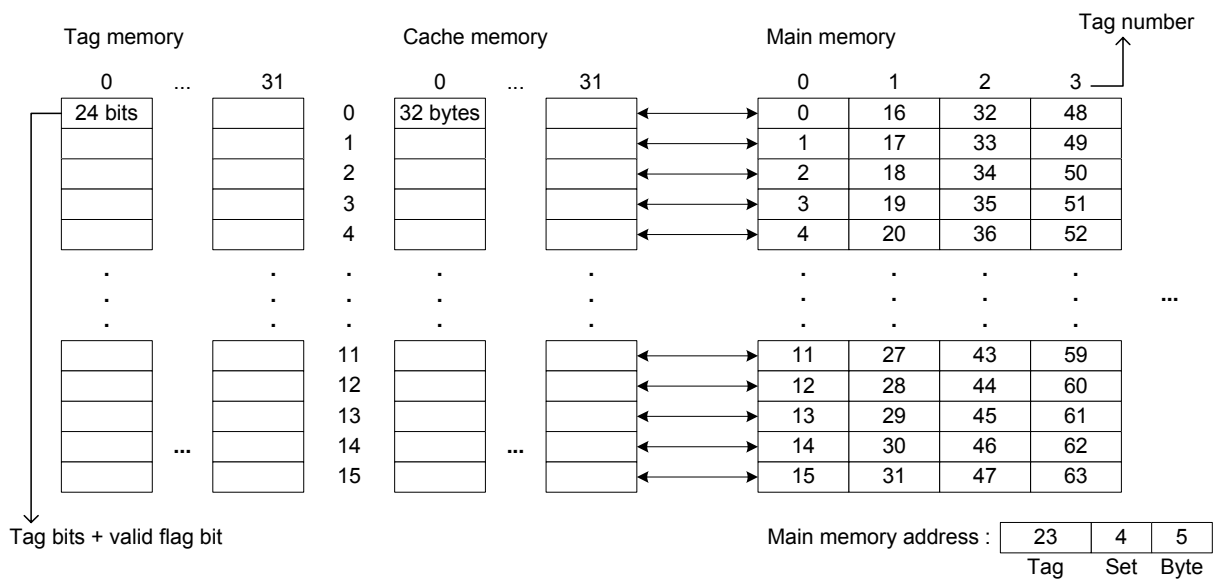 Tag number
Tag memory Cache memory Main memory
0 ... 31 0 ... 31 0 1 2 3
24 bits 0 32 bytes 0 16 32 48
1 1 17 33 49
2 2 18 34 50
3 3 19 35 51
4 4 20 36 52
...
11 11 27 43 59
12 12 28 44 60
13 13 29 45 61
... 14 ... 14 30 46 62
15 15 31 47 63
Tag bits + valid flag bit Main memory address : 23 4 5
Tag Set Byte